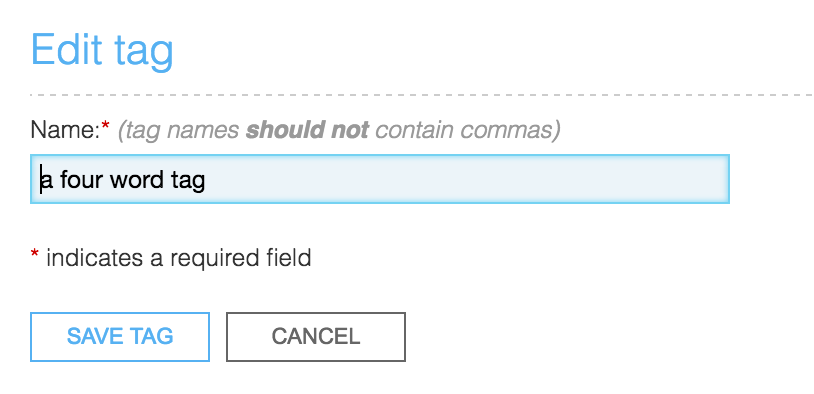 Edit tag
Name:* (tag names should not contain commas)
a four word tag
* indicates a required field
SAVE TAG
CANCEL